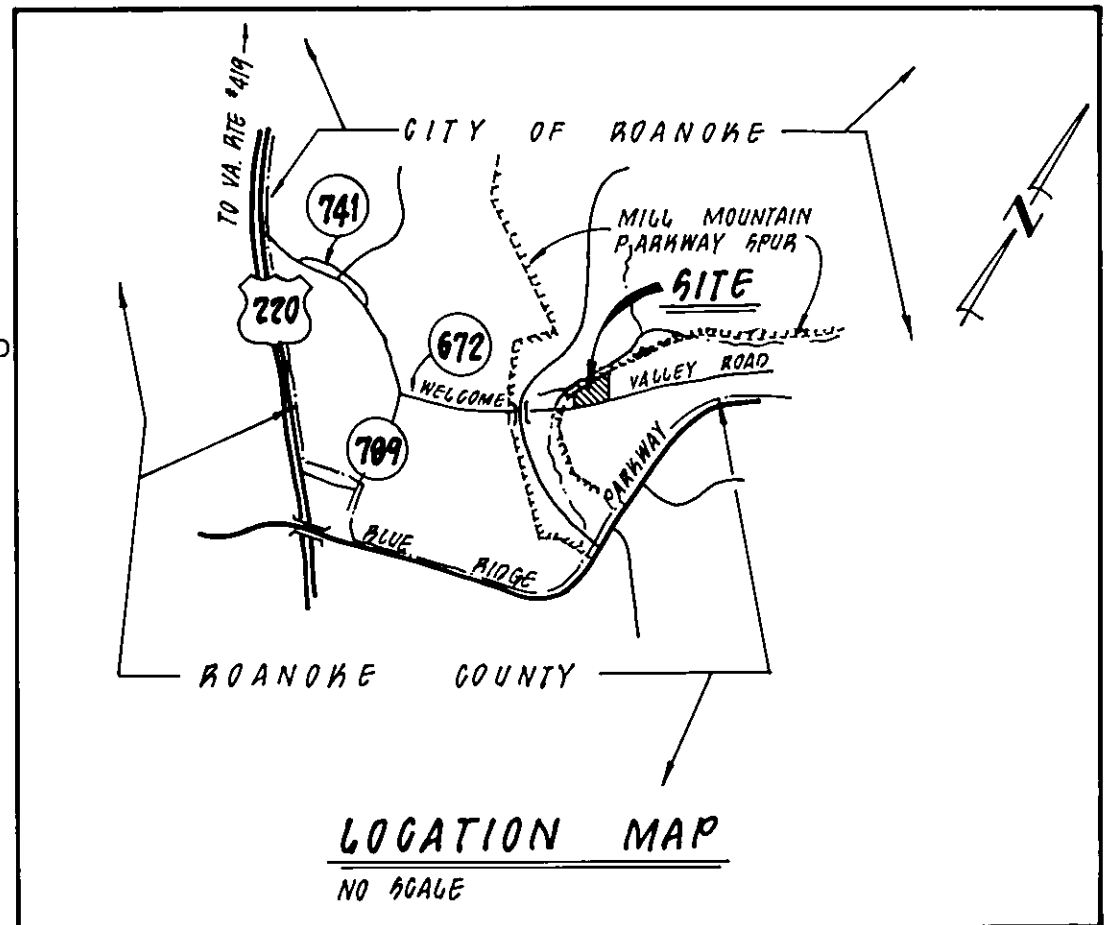 TO VA. RTE #419
CITY OF ROANOKE
741
MILL MOUNTAIN
PARKWAY SPUR
N
SITE
220
672
WELCOME
VALLEY ROAD
789
PARKWAY
BLUE
RIDGE
ROANOKE COUNTY
LOCATION MAP
NO SCALE